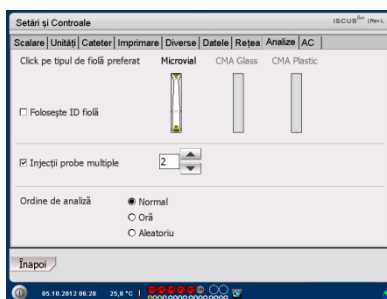 Setări și Controale
ISCUS
Scalare Unități Cateter Imprimare Diverse Datele Rețea Analize AC
Click pe tipul de fiolă preferat Microvial CMA Glass CMA Plastic
Folosește ID fiolă
Injecții probe multiple 2
Ordine de analiză Normal
Oră
Aleatoriu
Înapoi
05.10.2012 06:28 25,8 °C